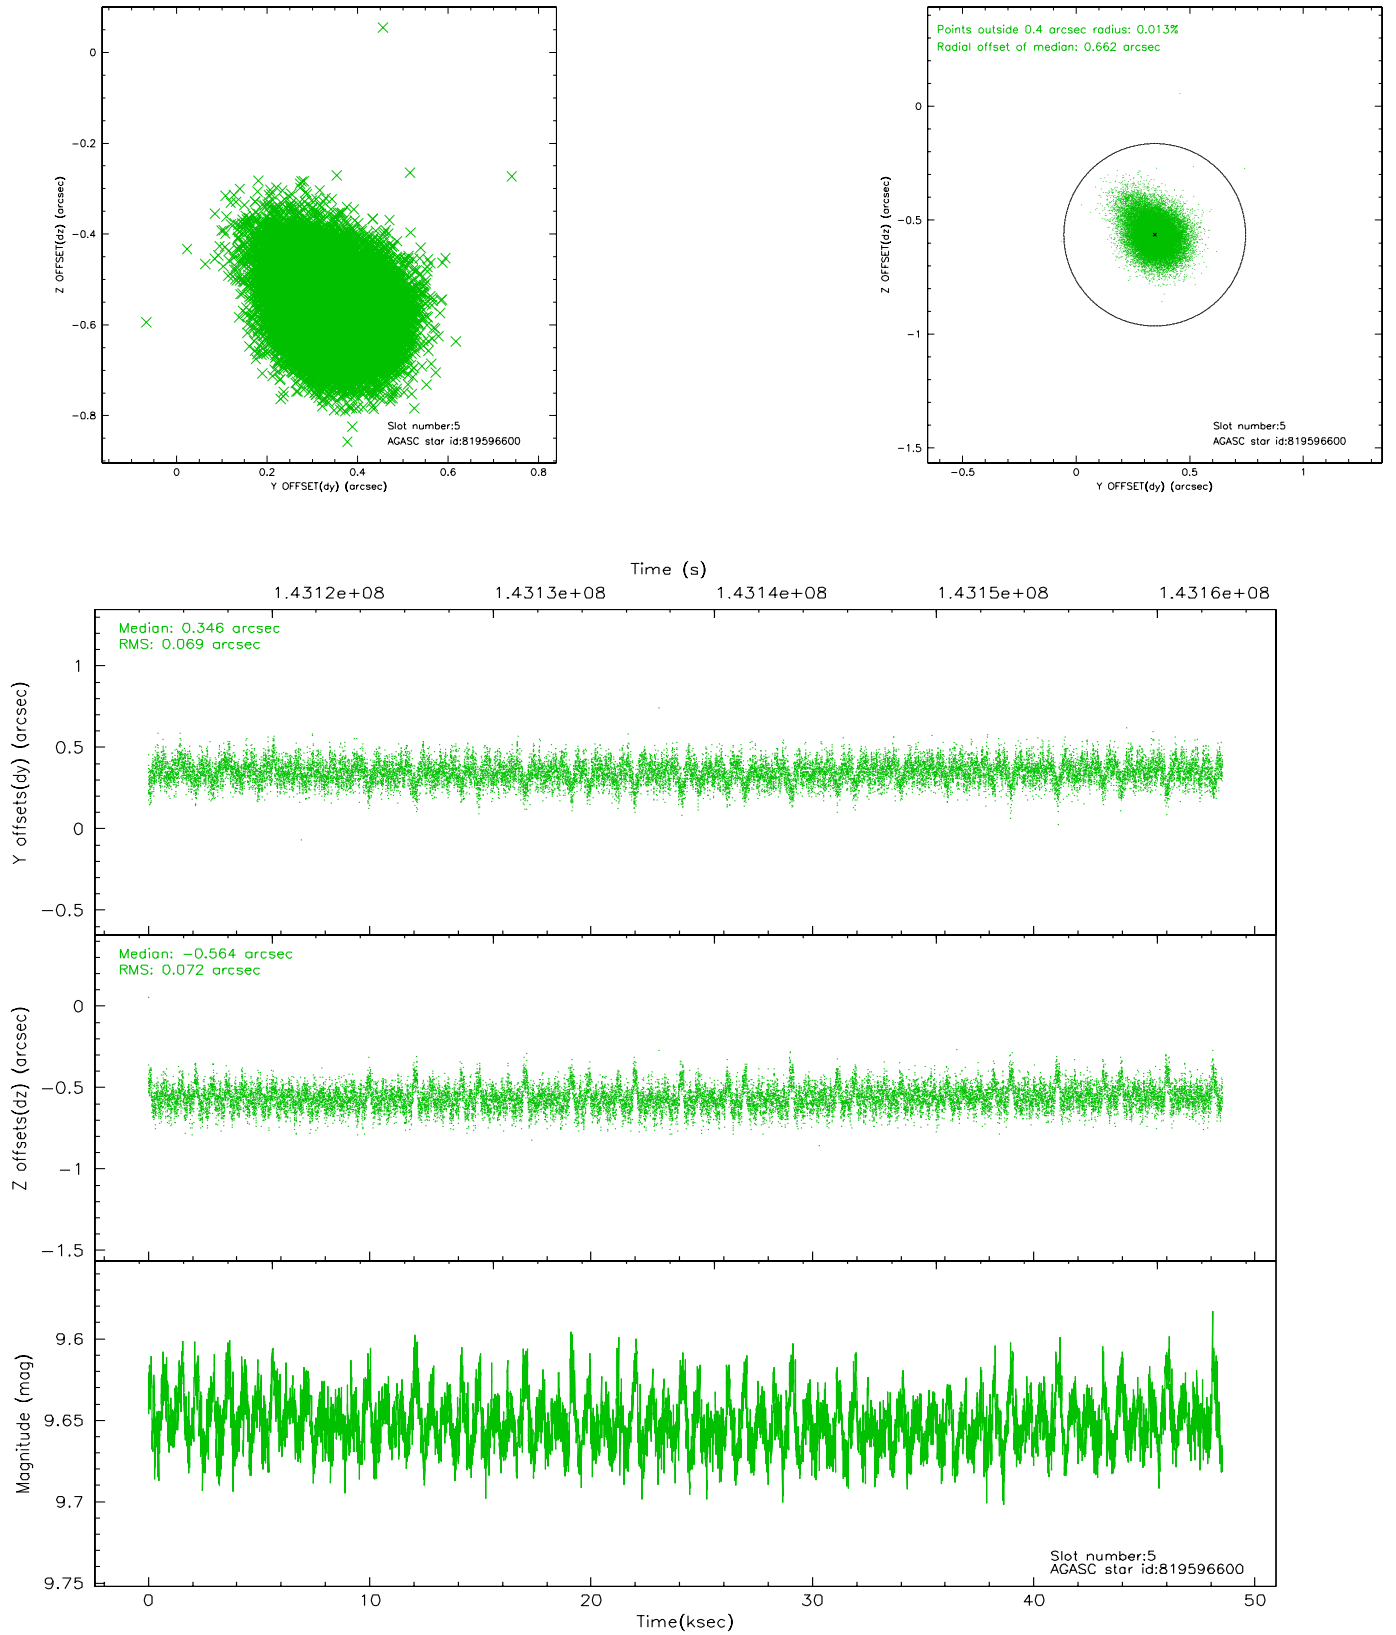 0
-0.2
-0.4
-0.6
-0.8
Z OFFSET(dz) (arcsec)
Slot number:5
AGASC star id:819596600
0 0.2 0.4 0.6 0.8
Y OFFSET(dy) (arcsec)
Points outside 0.4 arcsec radius: 0.013%
Radial offset of median: 0.662 arcsec
0
-0.5
-1
-1.5
Z OFFSET(dz) (arcsec)
Slot number:5
AGASC star id:819596600
-0.5 0 0.5 1
Y OFFSET(dy) (arcsec)
Time (s)
1.4312e+08 1.4313e+08 1.4314e+08 1.4315e+08 1.4316e+08
Median: 0.346 arcsec
RMS: 0.069 arcsec
1
0.5
0
-0.5
Y offsets(dy) (arcsec)
Median: -0.564 arcsec
RMS: 0.072 arcsec
0
-0.5
-1
-1.5
Z offsets(dz) (arcsec)
9.6
9.65
9.7
9.75
Magnitude (mag)
Slot number:5
AGASC star id:819596600
0 10 20 30 40 50
Time(ksec)